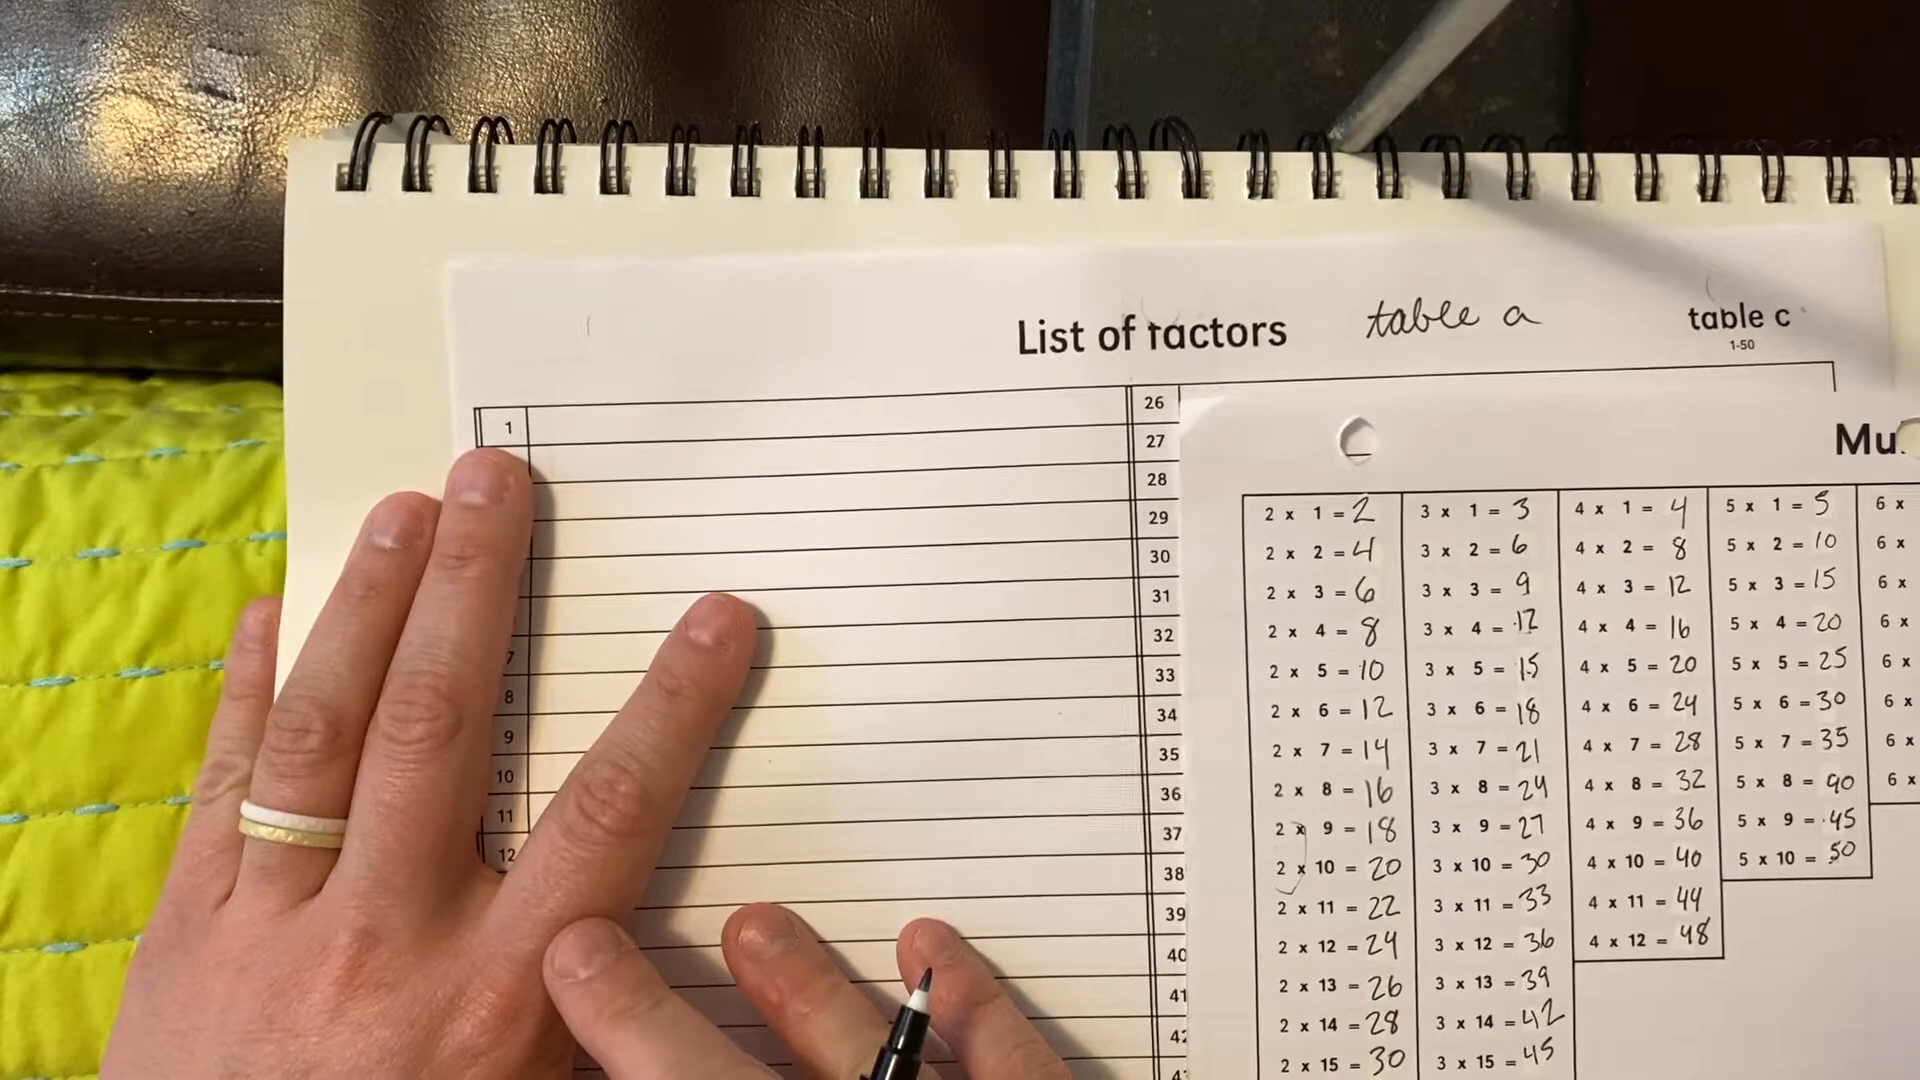 List of factors table a table c
1-50
1
7
8
9
10
11
12
26
27
28
29
30
31
32
33
34
35
36
37
38
39
40
41
42
Mu
2 x 1 = 2
2 x 2 = 4
2 x 3 = 6
2 x 4 = 8
2 x 5 = 10
2 x 6 = 12
2 x 7 = 14
2 x 8 = 16
2 x 9 = 18
2 x 10 = 20
2 x 11 = 22
2 x 12 = 24
2 x 13 = 26
2 x 14 = 28
2 x 15 = 30
3 x 1 = 3
3 x 2 = 6
3 x 3 = 9
3 x 4 = 12
3 x 5 = 15
3 x 6 = 18
3 x 7 = 21
3 x 8 = 24
3 x 9 = 27
3 x 10 = 30
3 x 11 = 33
3 x 12 = 36
3 x 13 = 39
3 x 14 = 42
3 x 15 = 45
4 x 1 = 4
4 x 2 = 8
4 x 3 = 12
4 x 4 = 16
4 x 5 = 20
4 x 6 = 24
4 x 7 = 28
4 x 8 = 32
4 x 9 = 36
4 x 10 = 40
4 x 11 = 44
4 x 12 = 48
5 x 1 = 5
5 x 2 = 10
5 x 3 = 15
5 x 4 = 20
5 x 5 = 25
5 x 6 = 30
5 x 7 = 35
5 x 8 = 40
5 x 9 = 45
5 x 10 = 50
6 x
6 x
6 x
6 x
6 x
6 x
6 x
6 x